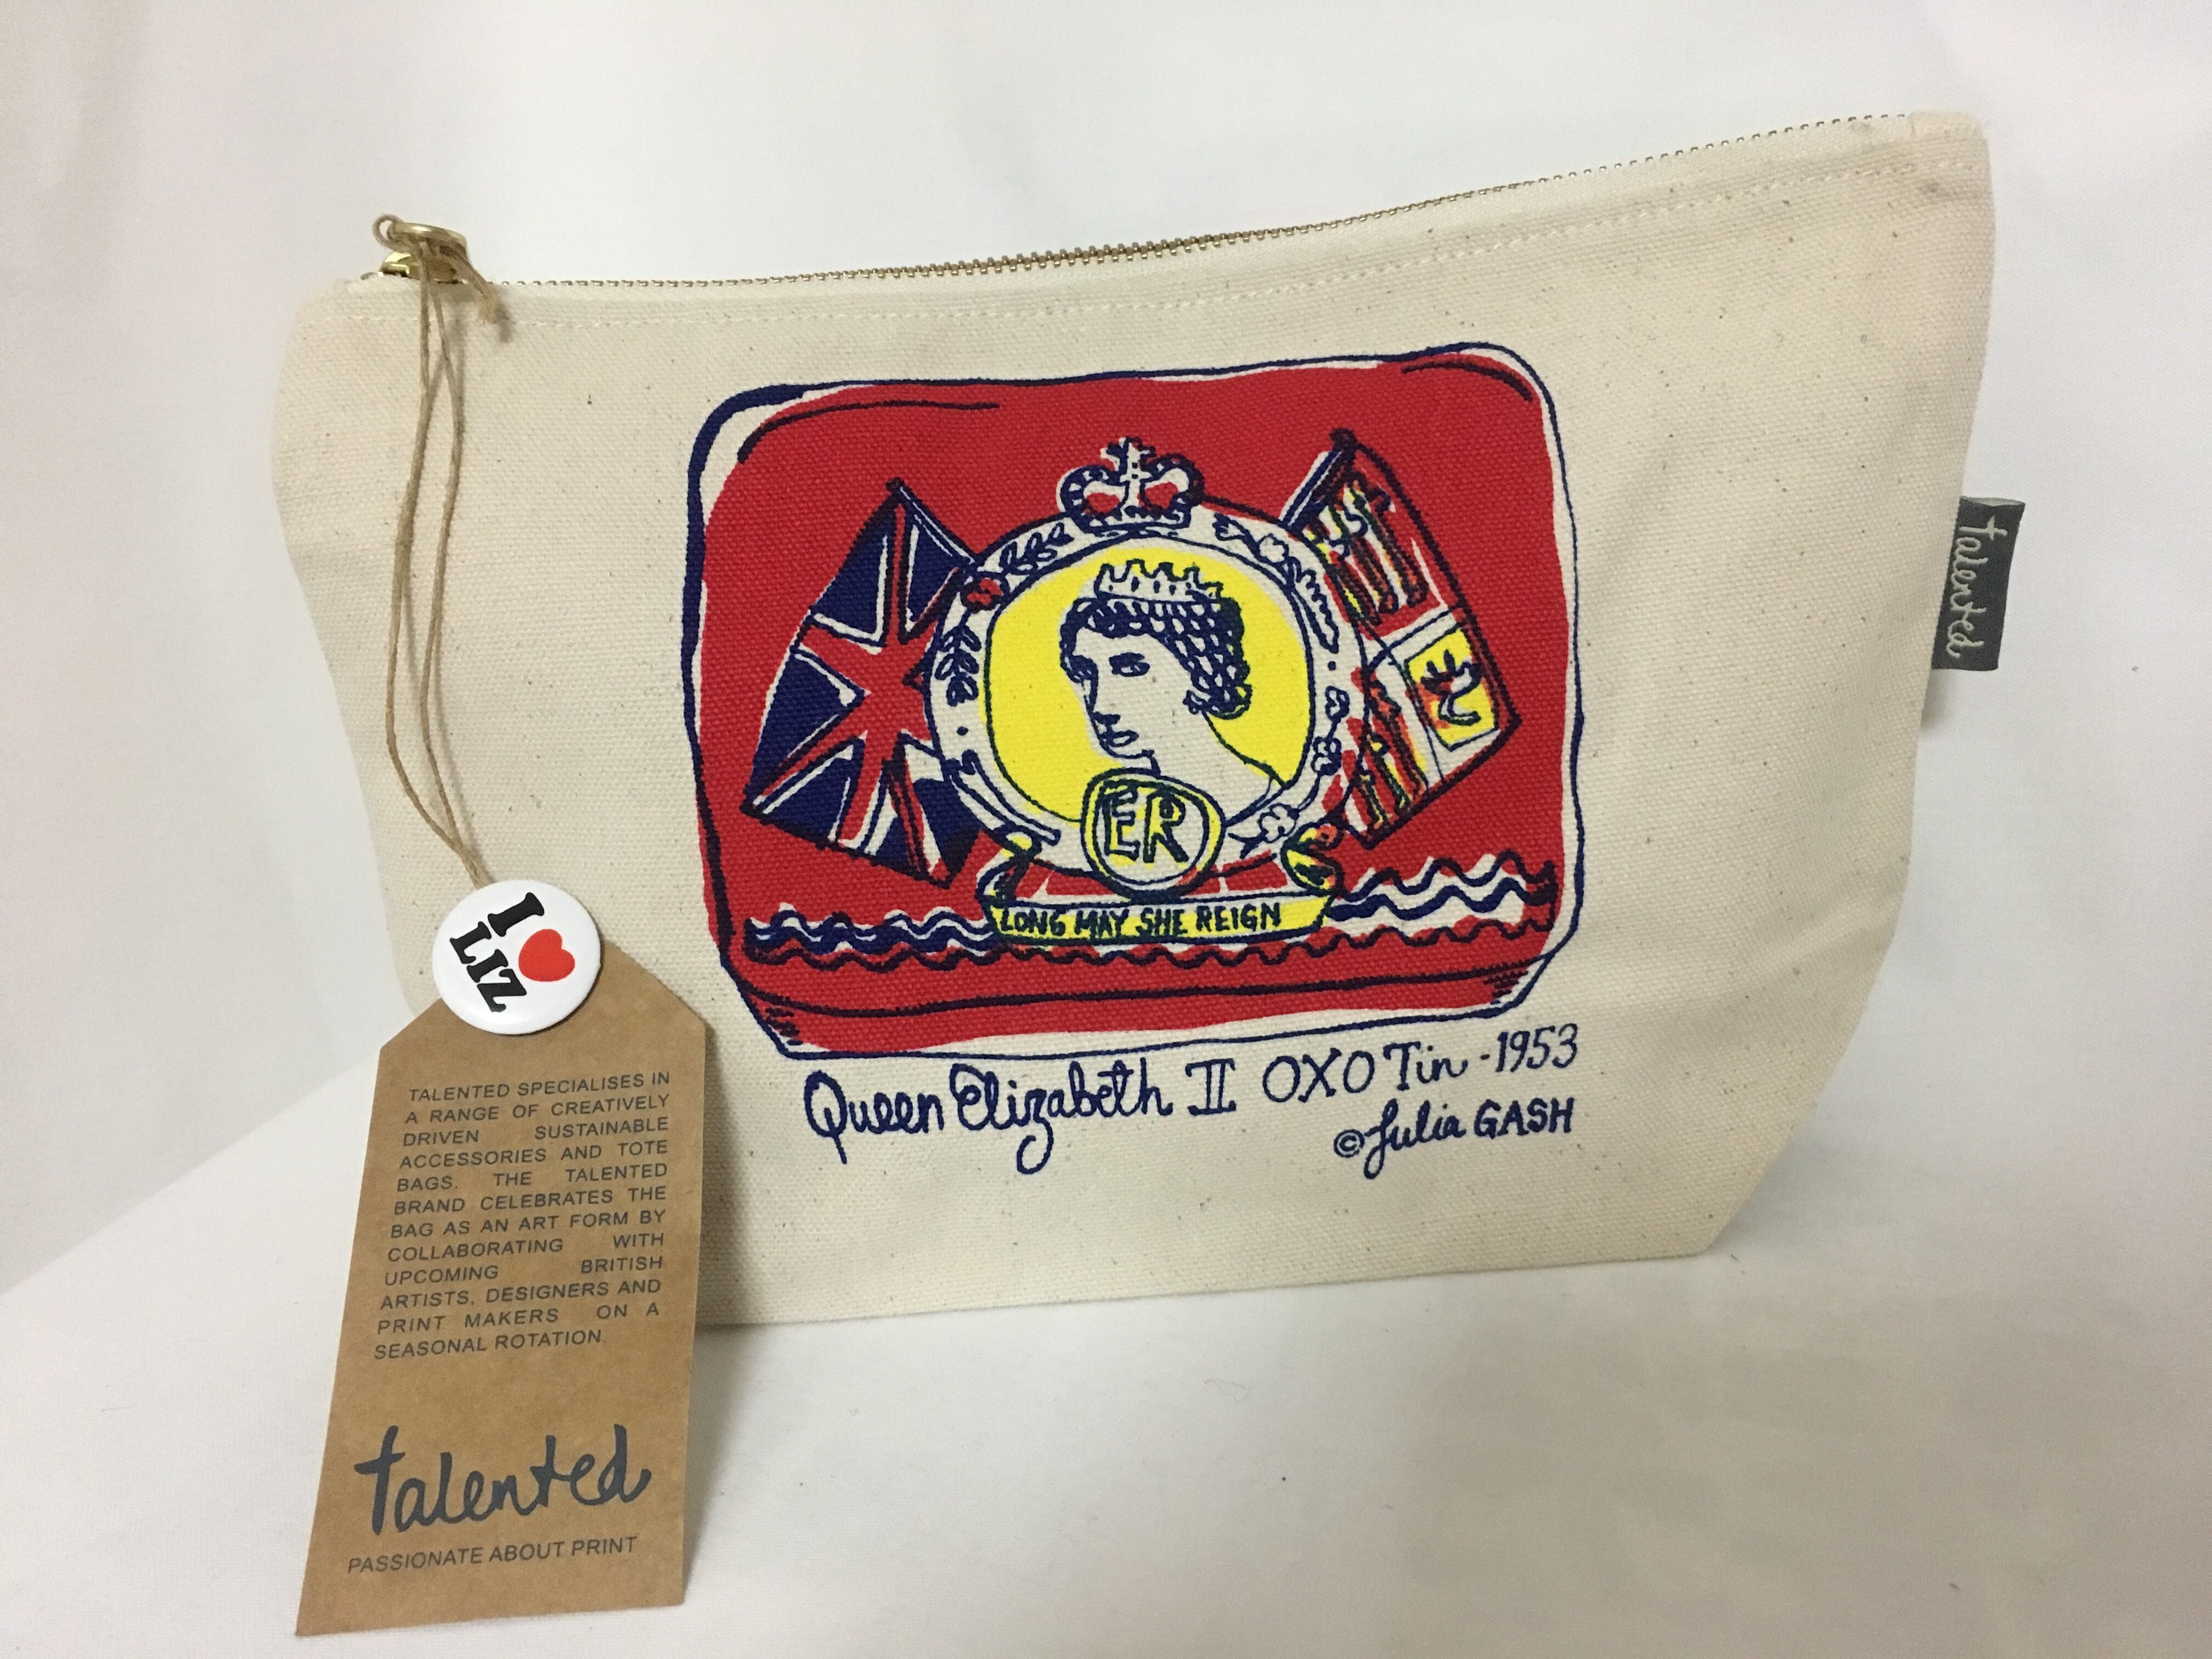 ER
LONG MAY SHE REIGN
Queen Elizabeth II OXO Tin - 1953
© Julia GASH
talented
I ♥
LIZ
TALENTED SPECIALISES IN
A RANGE OF CREATIVELY
DRIVEN SUSTAINABLE
ACCESSORIES AND TOTE
BAGS. THE TALENTED
BRAND CELEBRATES THE
BAG AS AN ART FORM BY
COLLABORATING WITH
UPCOMING BRITISH
ARTISTS, DESIGNERS AND
PRINT MAKERS ON A
SEASONAL ROTATION.
talented
PASSIONATE ABOUT PRINT